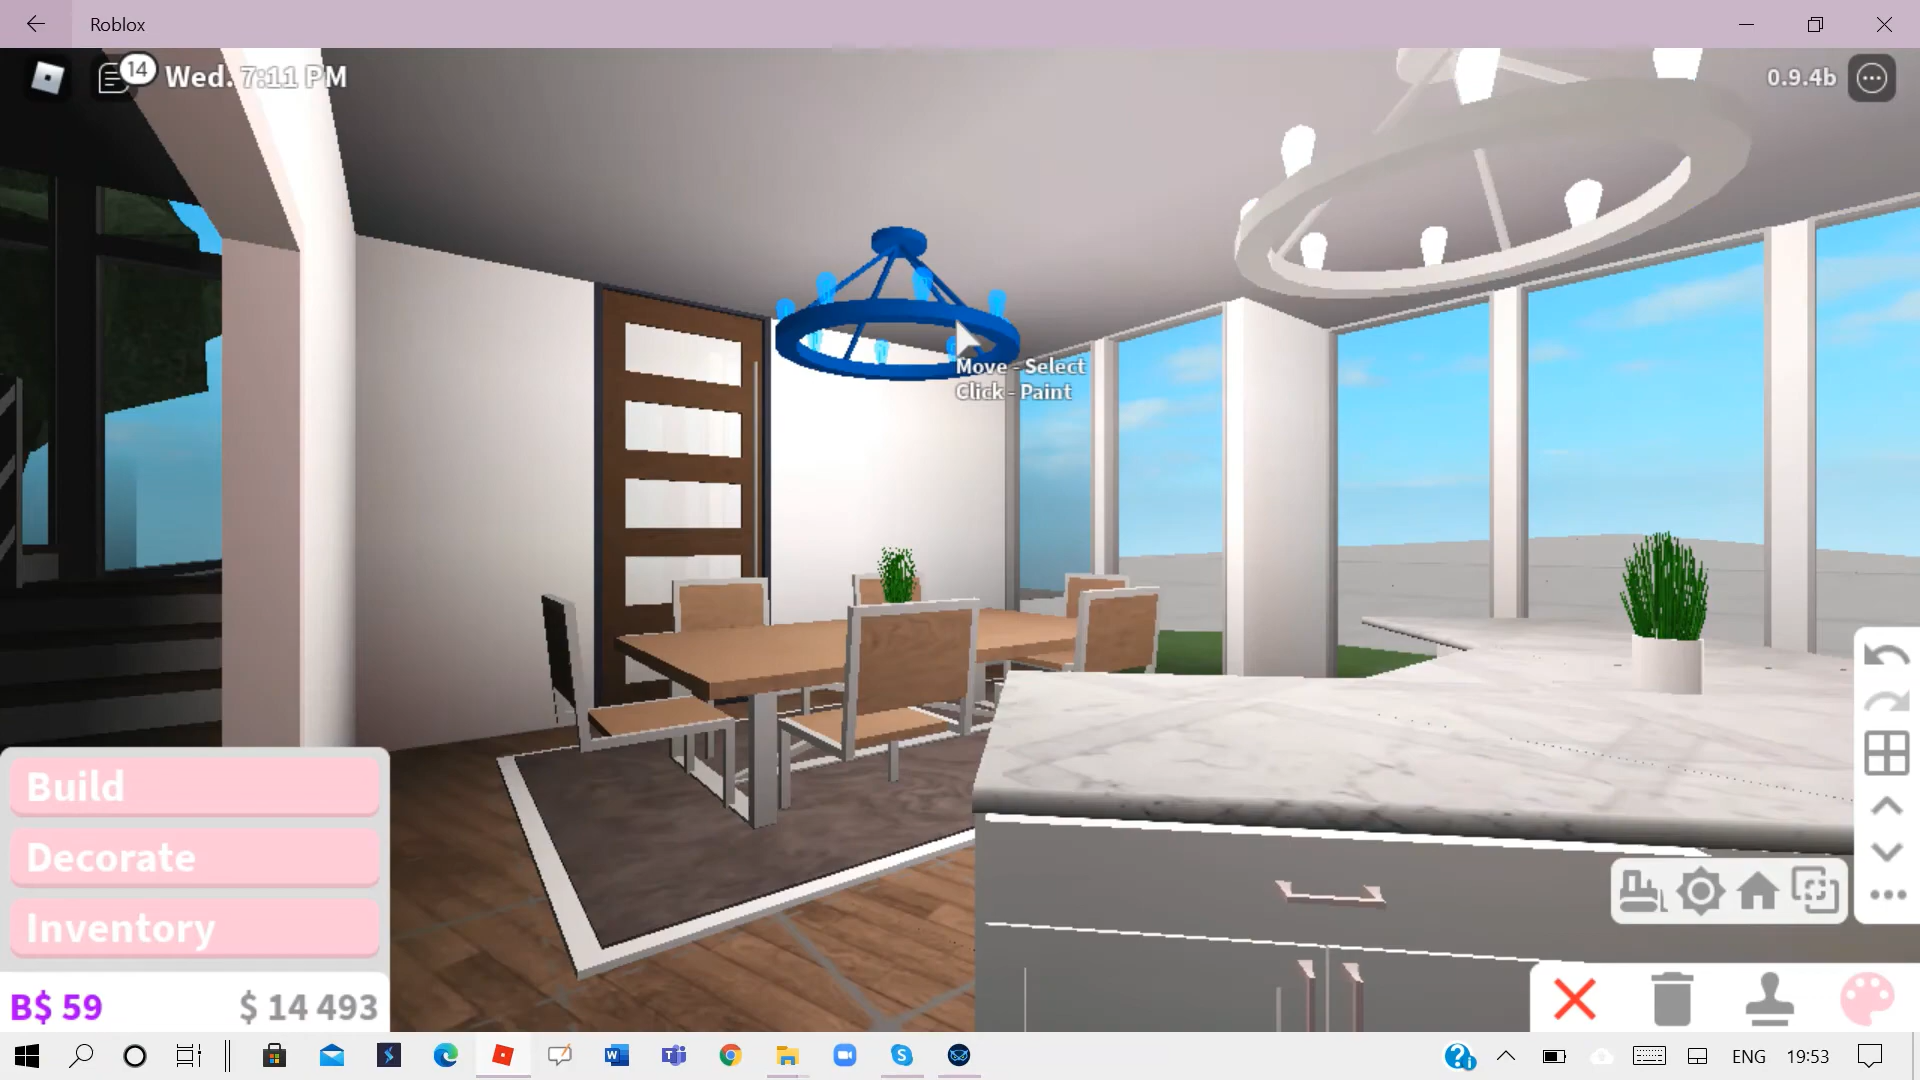 Roblox
14
Wed. 7:11 PM
0.9.4b
Move - Select
Click - Paint
Build
Decorate
Inventory
B$ 59
$ 14 493
ENG
19:53